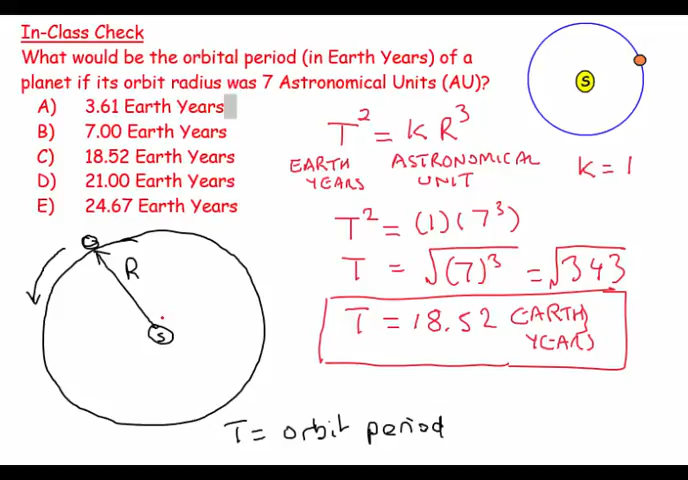 In-Class Check
What would be the orbital period (in Earth Years) of a
planet if its orbit radius was 7 Astronomical Units (AU)?
A) 3.61 Earth Years
B) 7.00 Earth Years
C) 18.52 Earth Years
D) 21.00 Earth Years
E) 24.67 Earth Years
S
T² = K R³
EARTH YEARS
ASTRONOMICAL UNIT
K = 1
T² = (1)(7³)
T = √(7)³ = √343
T = 18.52 EARTH YEARS
R
S
T = orbit period